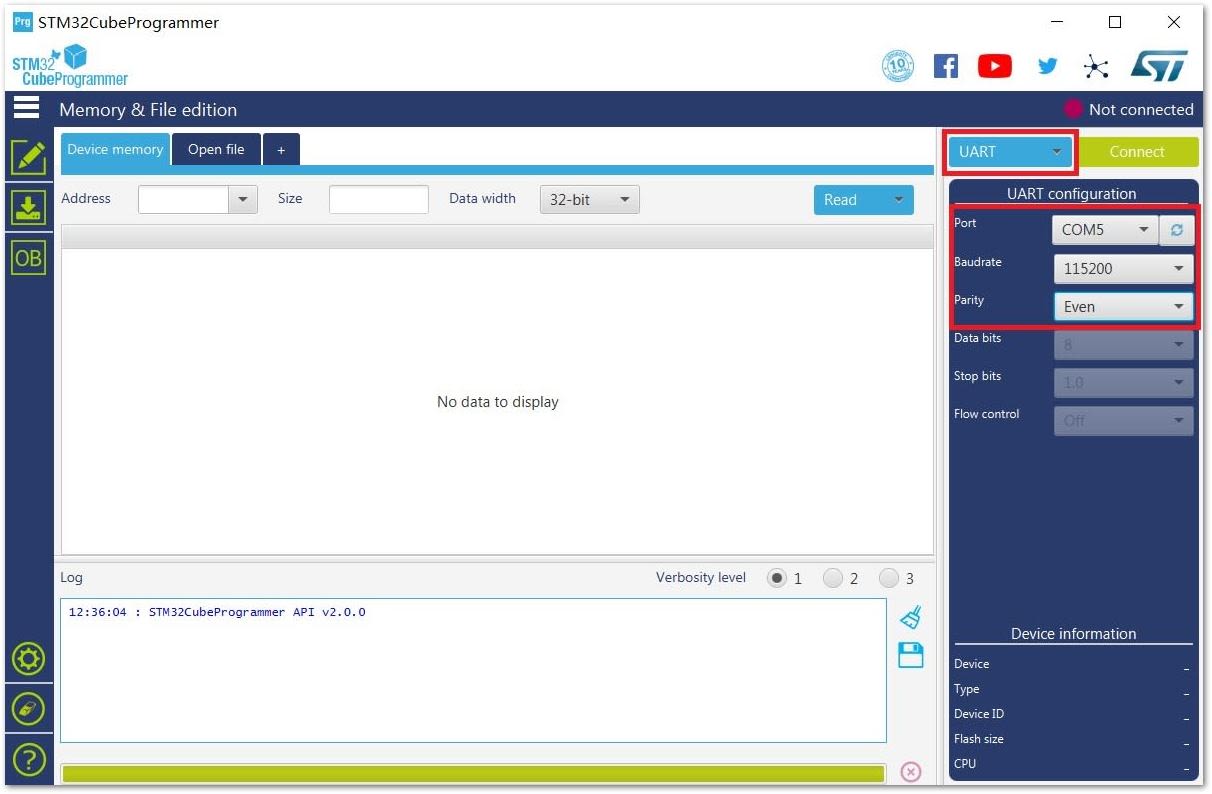 Prg STM32CubeProgrammer
STM32
CubeProgrammer
10
ST
Memory & File edition
Not connected
Device memory
Open file
+
UART
Connect
Address
Size
Data width
32-bit
Read
UART configuration
Port
COM5
Baudrate
115200
Parity
Even
Data bits
8
Stop bits
1.0
Flow control
Off
OB
No data to display
Log
Verbosity level
1
2
3
12:36:04 : STM32CubeProgrammer API v2.0.0
Device information
Device
-
Type
-
Device ID
-
Flash size
-
CPU
-
?